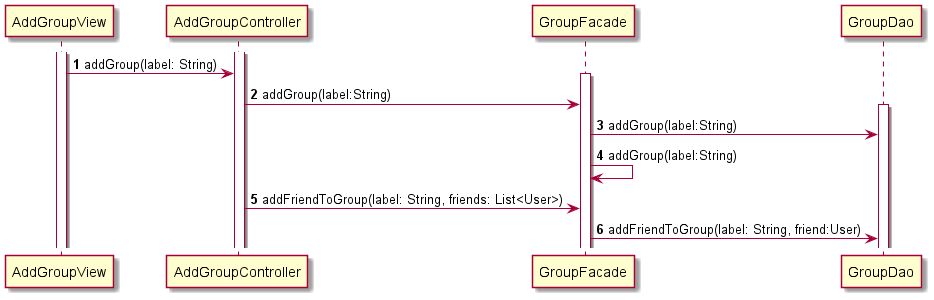 AddGroupView AddGroupController GroupFacade GroupDao
1 addGroup(label: String)
2 addGroup(label:String)
3 addGroup(label:String)
4 addGroup(label:String)
5 addFriendToGroup(label: String, friends: List<User>)
6 addFriendToGroup(label: String, friend:User)
AddGroupView AddGroupController GroupFacade GroupDao